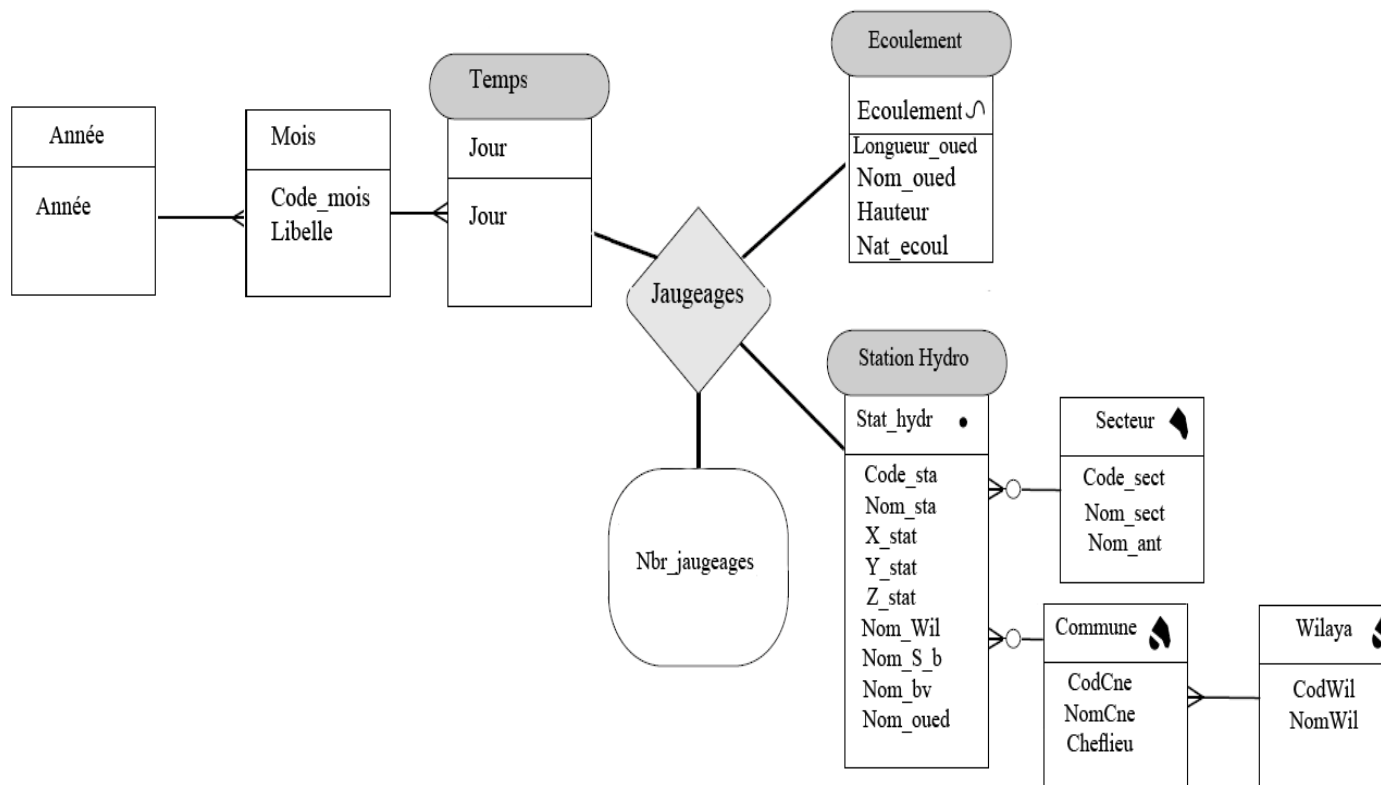 Année
Année
Mois
Code_mois
Libelle
Temps
Jour
Jour
Jaugeages
Nbr_jaugeages
Ecoulement
Ecoulement
Longueur_oued
Nom_oued
Hauteur
Nat_ecoul
Station Hydro
Stat_hydr
Code_sta
Nom_sta
X_stat
Y_stat
Z_stat
Nom_Wil
Nom_S_b
Nom_bv
Nom_oued
Secteur
Code_sect
Nom_sect
Nom_ant
Commune
CodCne
NomCne
Cheflieu
Wilaya
CodWil
NomWil